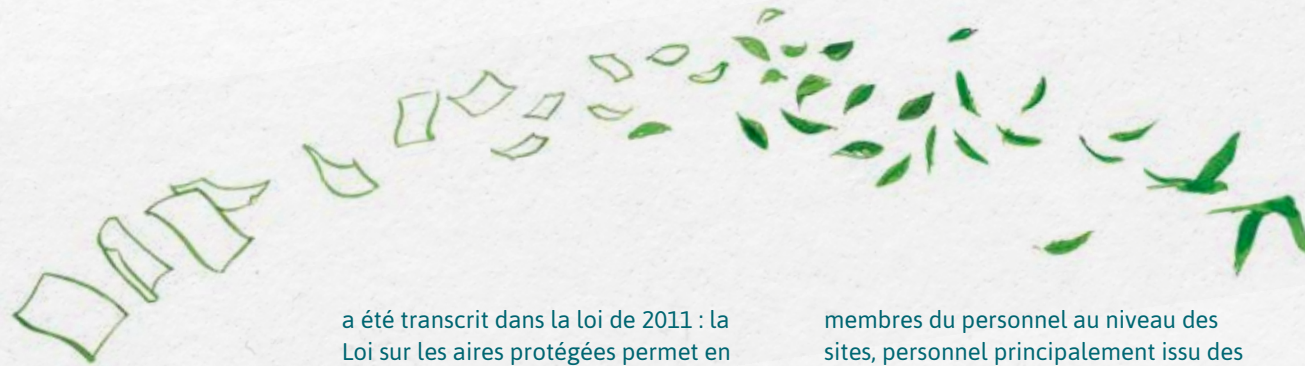 a été transcrit dans la loi de 2011 : la
Loi sur les aires protégées permet en
membres du personnel au niveau des
sites, personnel principalement issu des